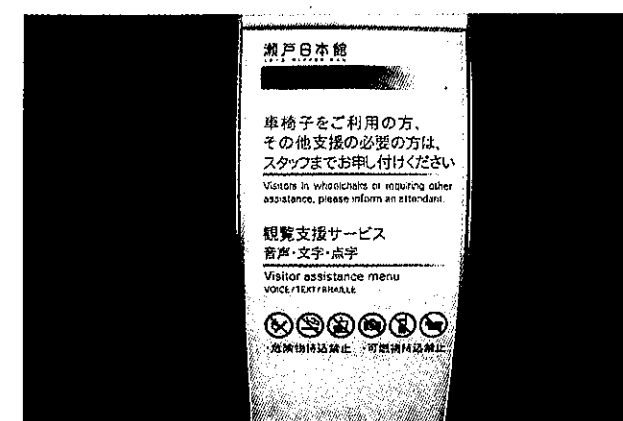 瀬戸日本館
SETO NIPPON KAN
車椅子をご利用の方、
その他支援の必要の方は、
スタッフまでお申し付けください
Visitors in wheelchairs or requiring other
assistance, please inform an attendant.
観覧支援サービス
音声・文字・点字
Visitor assistance menu
VOICE/TEXT/BRAILLE
・危険物持込禁止 ・可燃物持込禁止